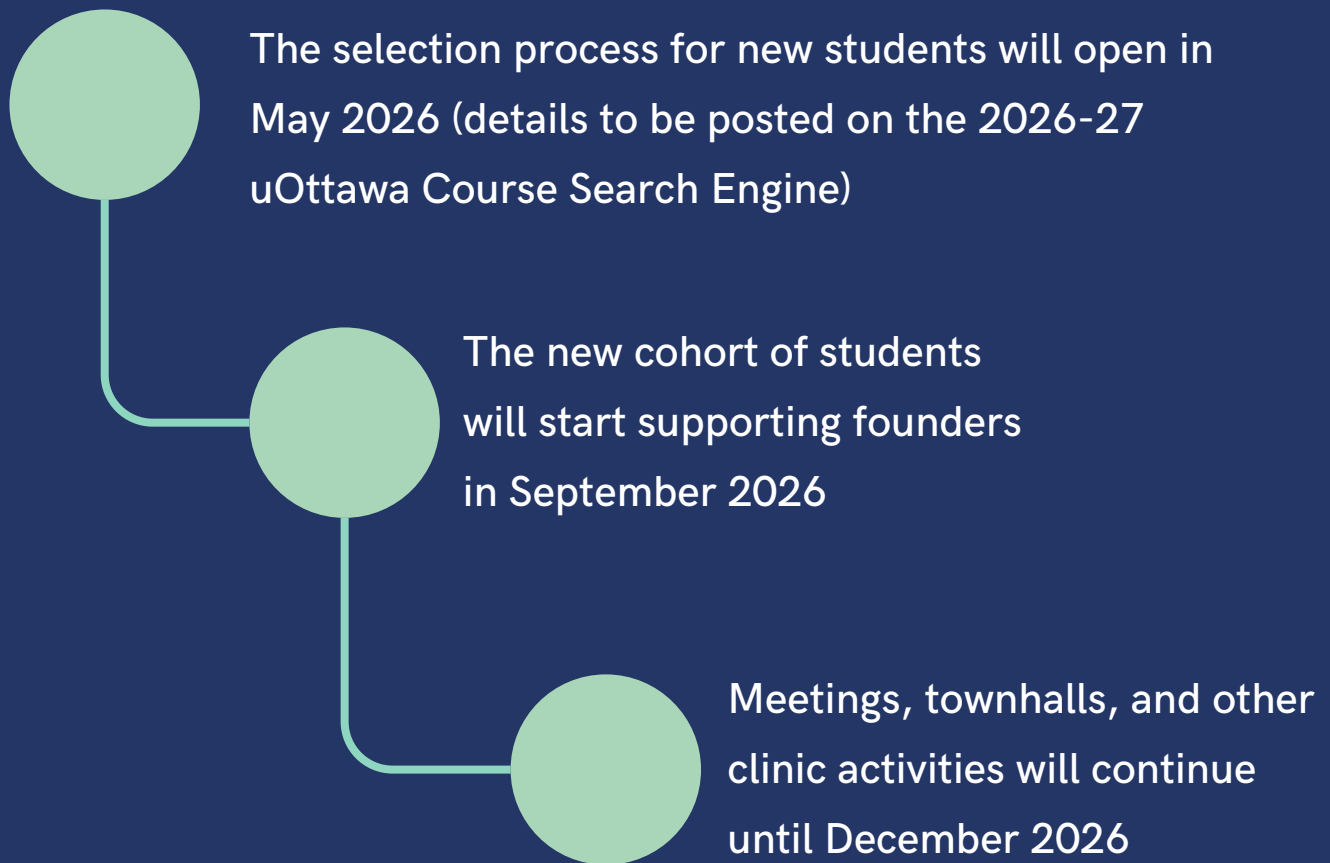 The selection process for new students will open in
May 2026 (details to be posted on the 2026-27
uOttawa Course Search Engine)
The new cohort of students
will start supporting founders
in September 2026
Meetings, townhalls, and other
clinic activities will continue
until December 2026